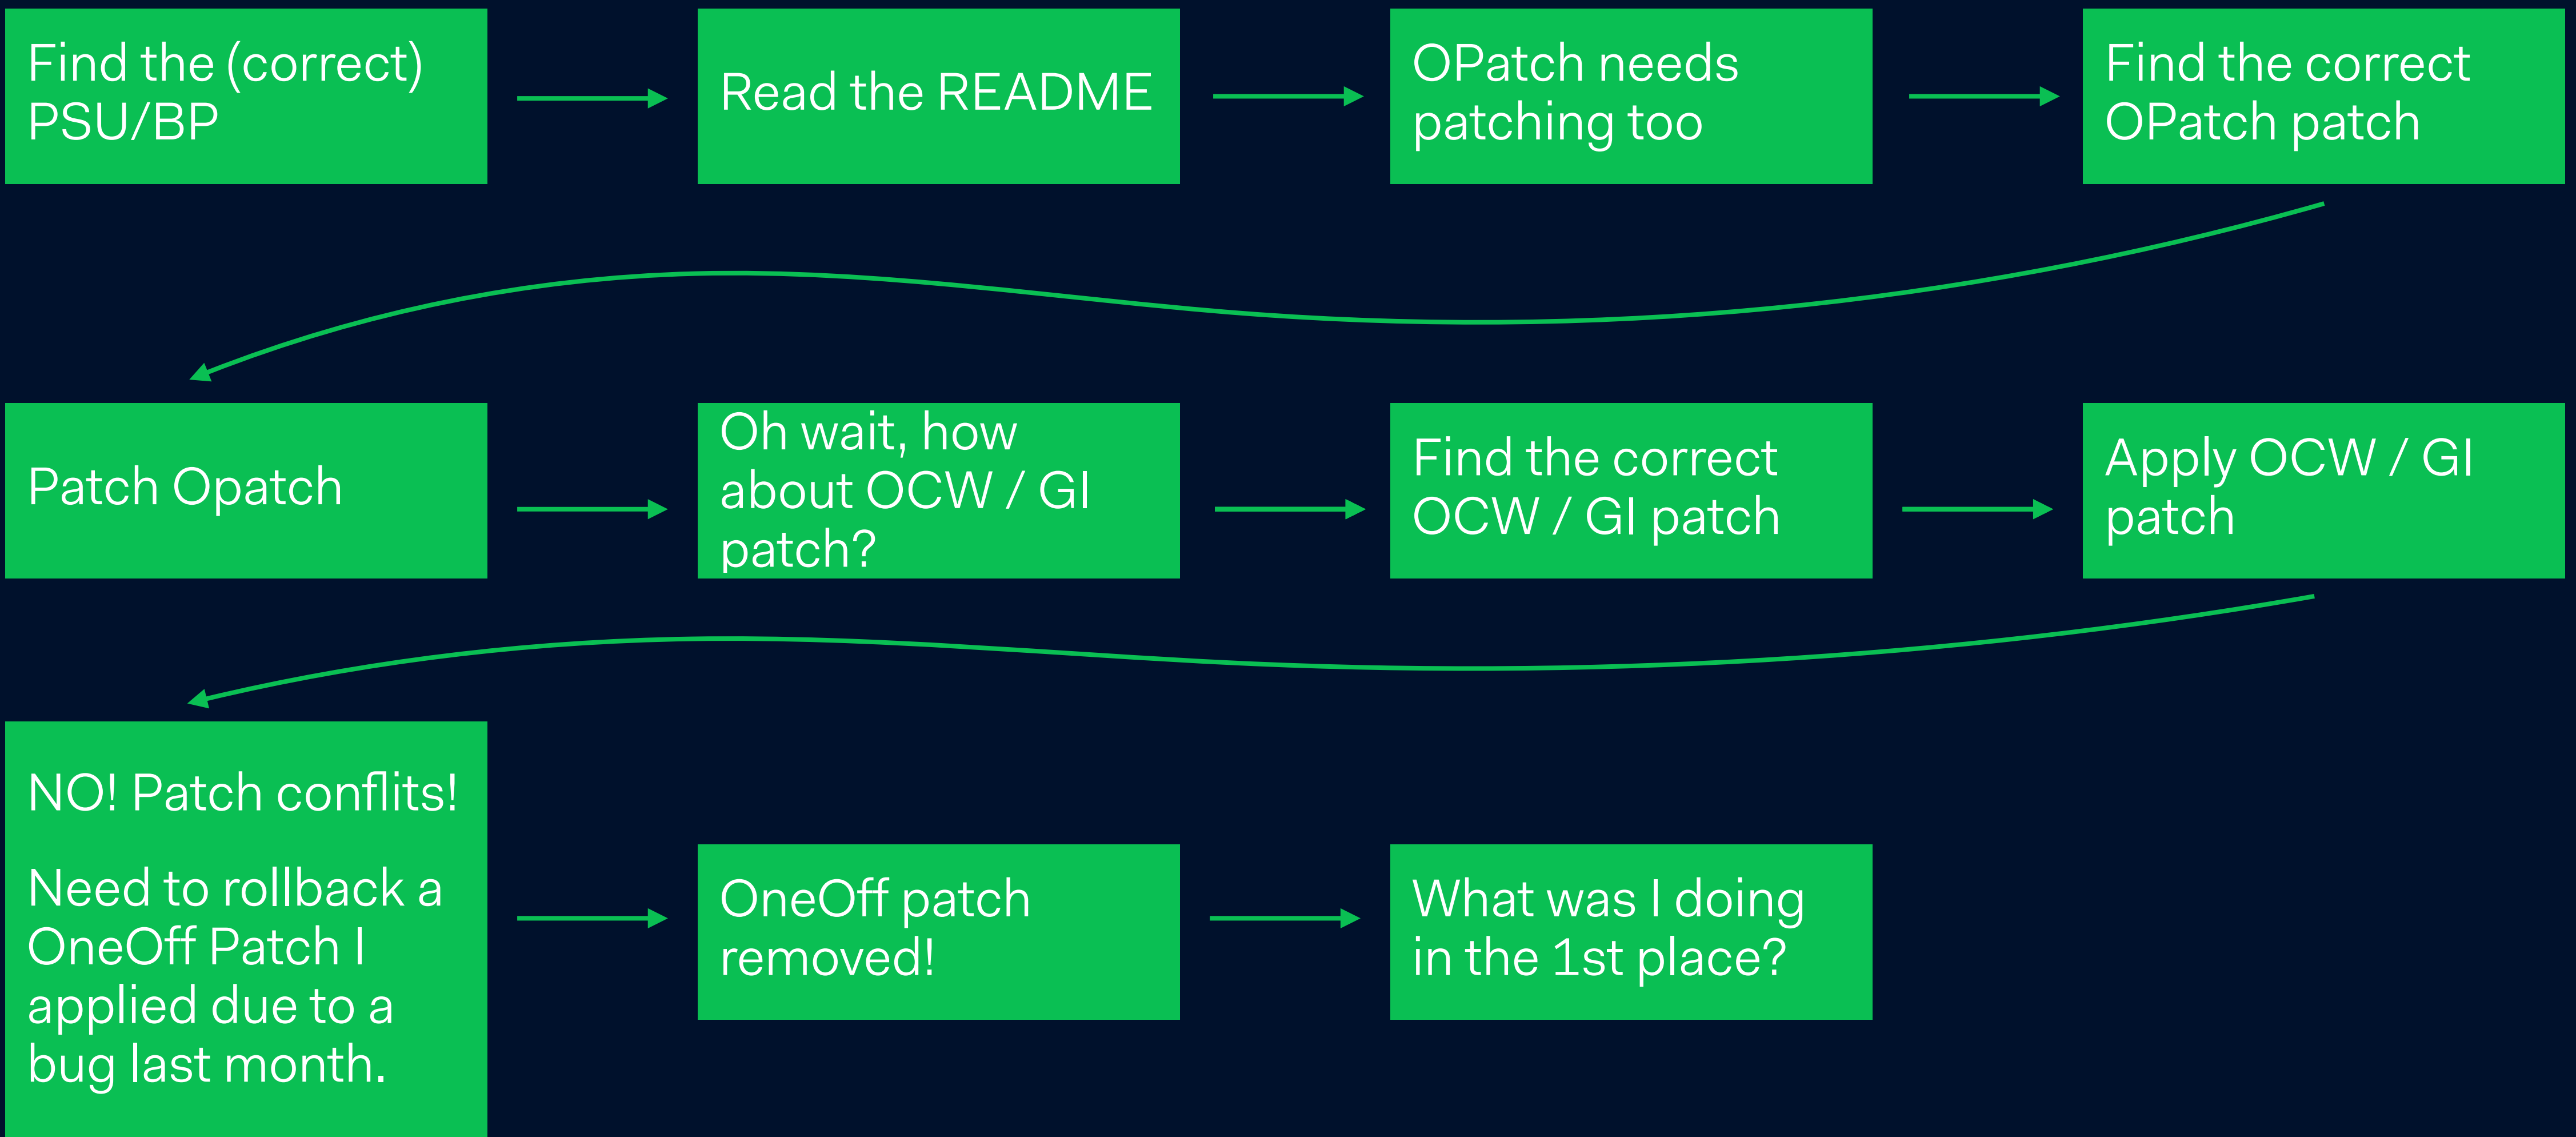 Find the (correct)
PSU/BP
Read the README
OPatch needs
patching too
Find the correct
OPatch patch
Patch Opatch
Oh wait, how
about OCW / GI
patch?
Find the correct
OCW / GI patch
Apply OCW / GI
patch
NO! Patch conflits!
Need to rollback a
OneOff Patch I
applied due to a
bug last month.
OneOff patch
removed!
What was I doing
in the 1st place?